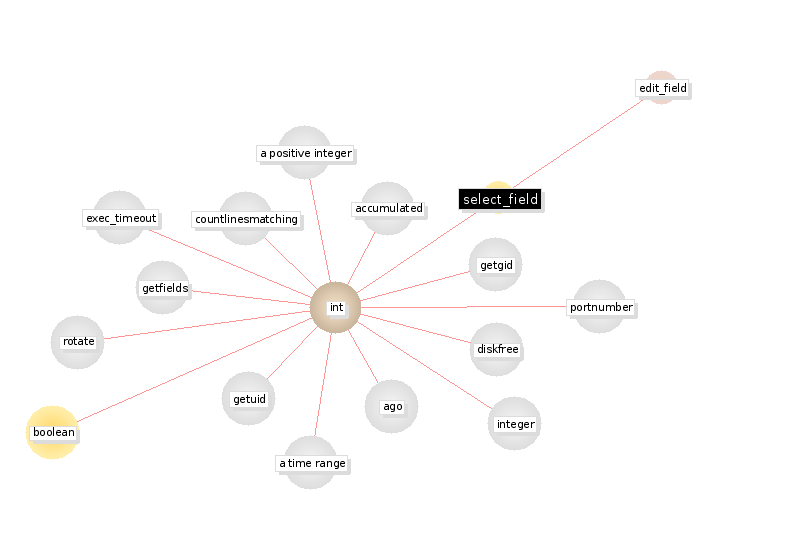 edit_field
a positive integer
select_field
accumulated
exec_timeout
countlinesmatching
getgid
getfields
int
portnumber
rotate
diskfree
getuid
ago
integer
boolean
a time range